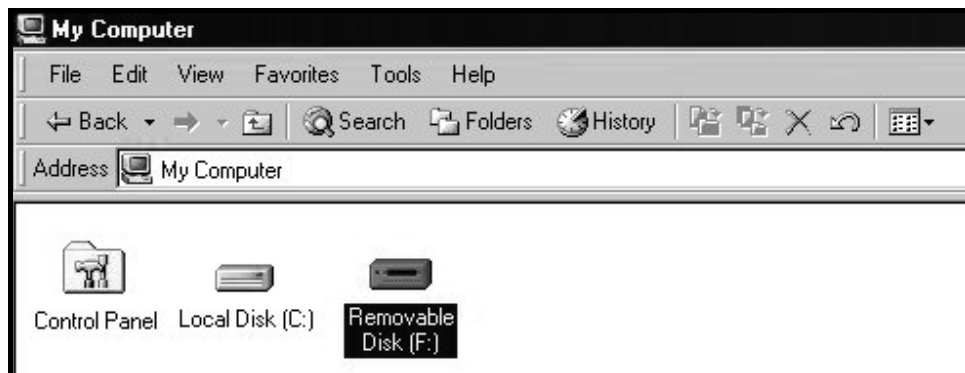 My Computer
File Edit View Favorites Tools Help
Back Search Folders History
Address My Computer
Control Panel Local Disk (C:) Removable
Disk (F:)